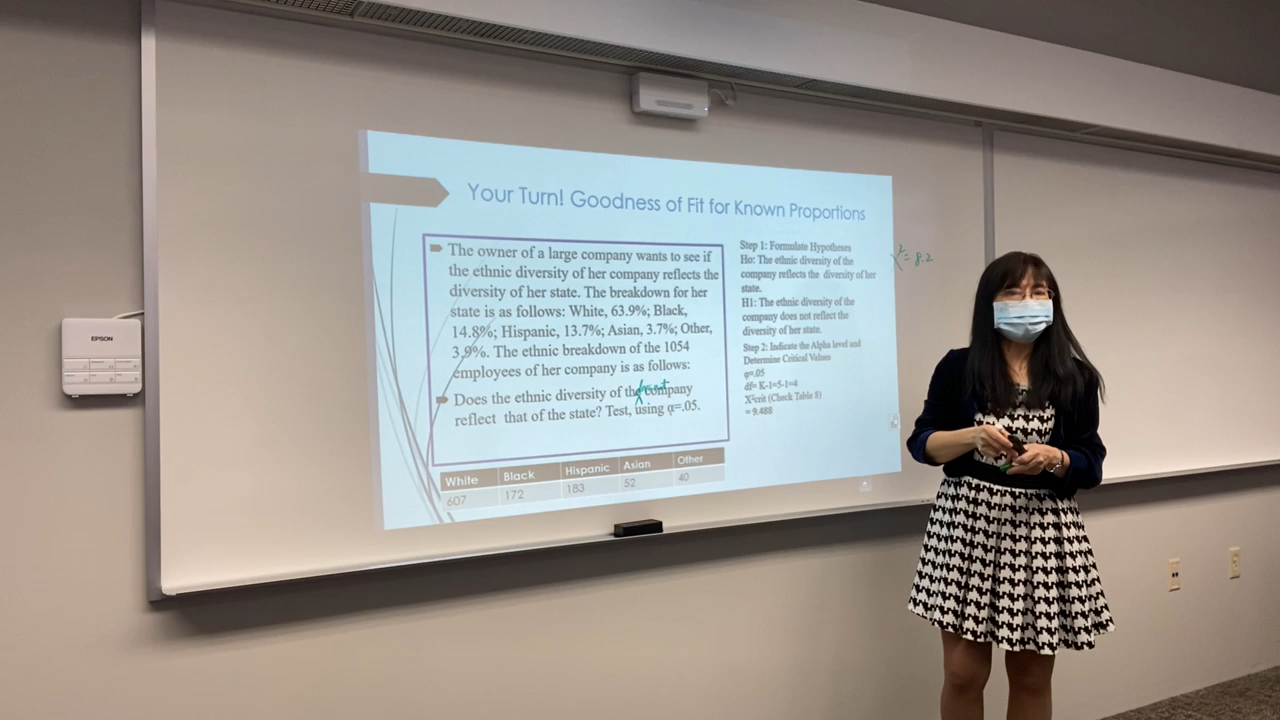 EPSON
Your Turn! Goodness of Fit for Known Proportions
The owner of a large company wants to see if
the ethnic diversity of her company reflects the
diversity of her state. The breakdown for her
state is as follows: White, 63.9%; Black,
14.8%; Hispanic, 13.7%; Asian, 3.7%; Other,
3.9%. The ethnic breakdown of the 1054
employees of her company is as follows:
Does the ethnic diversity of the company
reflect that of the state? Test, using α=.05.
White Black Hispanic Asian Other
607 172 183 52 40
Step 1: Formulate Hypotheses
Ho: The ethnic diversity of the
company reflects the diversity of her
state.
H1: The ethnic diversity of the
company does not reflect the
diversity of her state.
Step 2: Indicate the Alpha level and
Determine Critical Values
φ=.05
df= K-1=5-1=4
X²crit (Check Table 8)
= 9.488
X²= 8.2